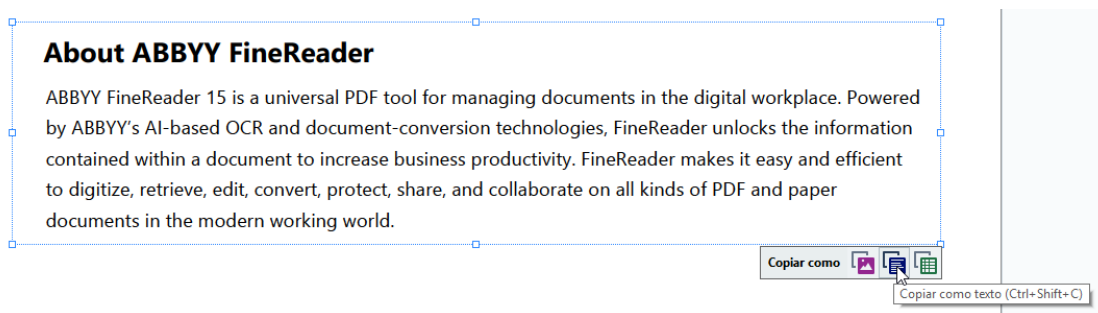 About ABBYY FineReader
ABBYY FineReader 15 is a universal PDF tool for managing documents in the digital workplace. Powered
by ABBYY's AI-based OCR and document-conversion technologies, FineReader unlocks the information
contained within a document to increase business productivity. FineReader makes it easy and efficient
to digitize, retrieve, edit, convert, protect, share, and collaborate on all kinds of PDF and paper
documents in the modern working world.
Copiar como
Copiar como texto (Ctrl+Shift+C)